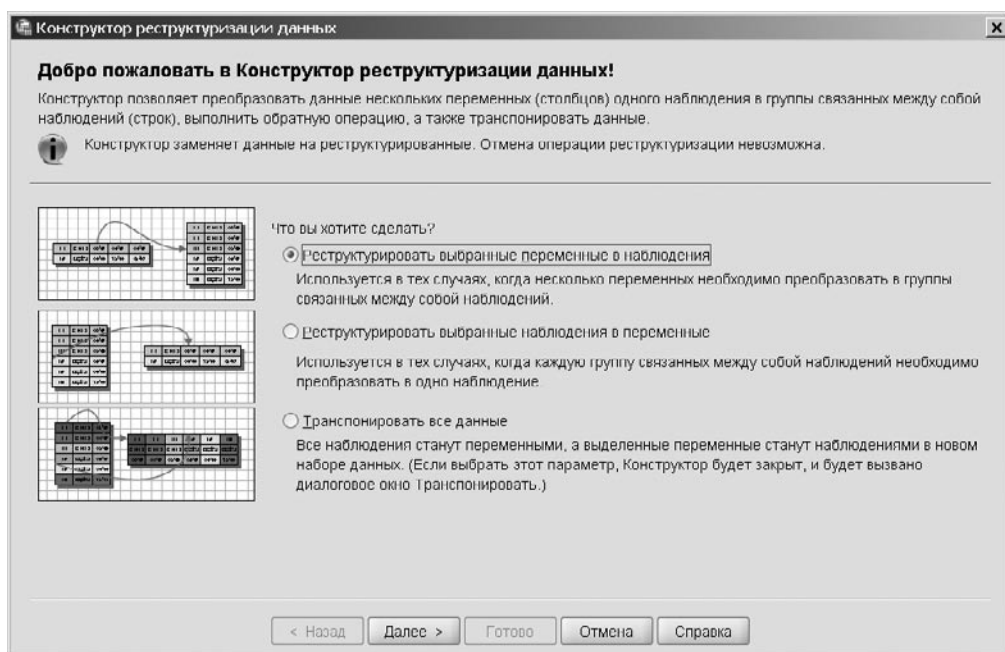 Конструктор реструктуризации данных
Добро пожаловать в Конструктор реструктуризации данных!
Конструктор позволяет преобразовать данные нескольких переменных (столбцов) одного наблюдения в группы связанных между собой
наблюдений (строк), выполнить обратную операцию, а также транспонировать данные.
Конструктор заменяет данные на реструктурированные. Отмена операции реструктуризации невозможна.
Что вы хотите сделать?
Реструктурировать выбранные переменные в наблюдения
Используется в тех случаях, когда несколько переменных необходимо преобразовать в группы
связанных между собой наблюдений.
Реструктурировать выбранные наблюдения в переменные
Используется в тех случаях, когда каждую группу связанных между собой наблюдений необходимо
преобразовать в одно наблюдение
Транспонировать все данные
Все наблюдения станут переменными, а выделенные переменные станут наблюдениями в новом
наборе данных. (Если выбрать этот параметр, Конструктор будет закрыт, и будет вызвано
диалоговое окно Транспонировать.)
< Назад
Далее >
Готово
Отмена
Справка